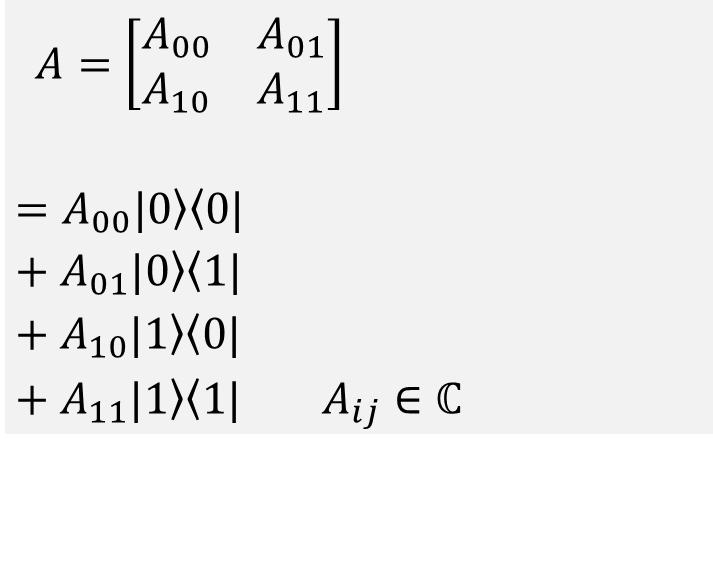 A = [A₀₀ A₀₁
A₁₀ A₁₁]
= A₀₀|0⟩⟨0|
+ A₀₁|0⟩⟨1|
+ A₁₀|1⟩⟨0|
+ A₁₁|1⟩⟨1| Aᵢⱼ ∈ ℂ